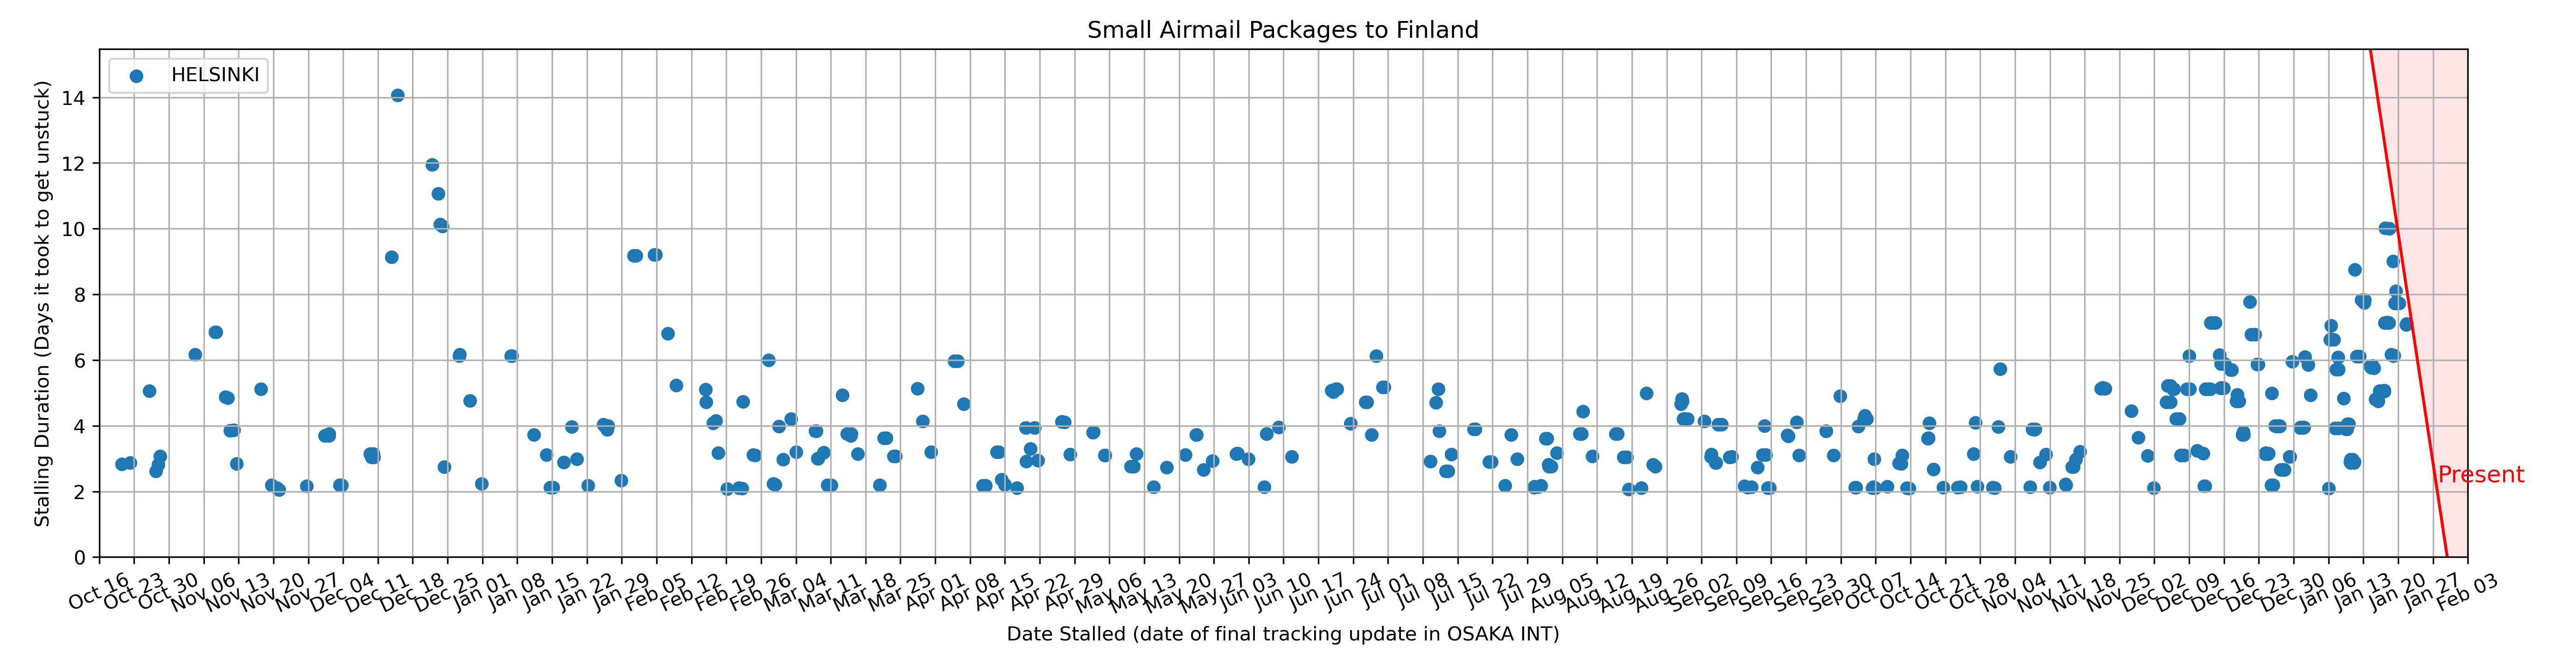 Small Airmail Packages to Finland
HELSINKI
Stalling Duration (Days it took to get unstuck)
14
12
10
8
6
4
2
0
Present
Oct 16
Oct 23
Oct 30
Nov 06
Nov 13
Nov 20
Nov 27
Dec 04
Dec 11
Dec 18
Dec 25
Jan 01
Jan 08
Jan 15
Jan 22
Jan 29
Feb 05
Feb 12
Feb 19
Feb 26
Mar 04
Mar 11
Mar 18
Mar 25
Apr 01
Apr 08
Apr 15
Apr 22
Apr 29
May 06
May 13
May 20
May 27
Jun 03
Jun 10
Jun 17
Jun 24
Jul 01
Jul 08
Jul 15
Jul 22
Jul 29
Aug 05
Aug 12
Aug 19
Aug 26
Sep 02
Sep 09
Sep 16
Sep 23
Sep 30
Oct 07
Oct 14
Oct 21
Oct 28
Nov 04
Nov 11
Nov 18
Nov 25
Dec 02
Dec 09
Dec 16
Dec 23
Dec 30
Jan 06
Jan 13
Jan 20
Jan 27
Feb 03
Date Stalled (date of final tracking update in OSAKA INT)